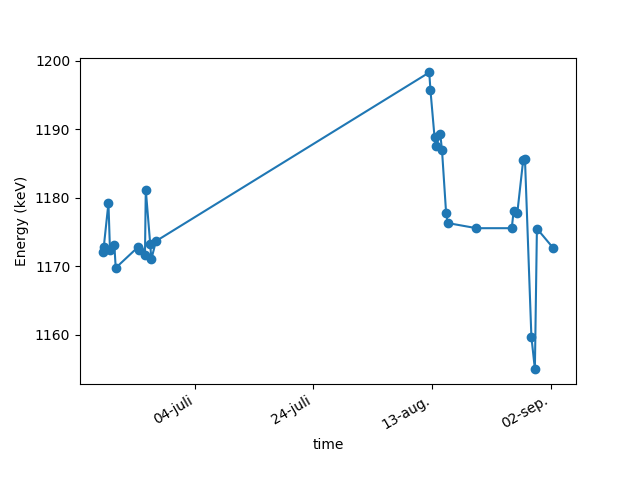 1200
1190
1180
1170
1160
Energy (keV)
04-juli
24-juli
13-aug.
02-sep.
time